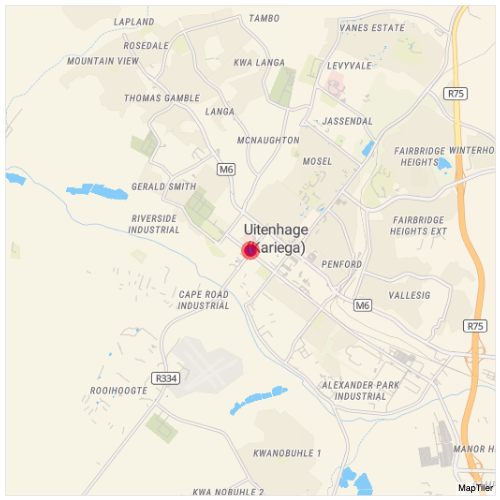 TAMBO
LAPLAND
VANES ESTATE
ROSEDALE
MOUNTAIN VIEW
KWA LANGA
LEVYVALE
R75
THOMAS GAMBLE
LANGA
JASSENDAL
MCNAUGHTON
FAIRBRIDGE
HEIGHTS
WINTERHO
MOSEL
M6
GERALD SMITH
RIVERSIDE
INDUSTRIAL
Uitenhage
(Kariega)
FAIRBRIDGE
HEIGHTS EXT
PENFORD
CAPE ROAD
INDUSTRIAL
VALLESIG
M6
R75
R334
ROOIHOOGTE
ALEXANDER PARK
INDUSTRIAL
KWANOBUHLE 1
MANOR H
KWA NOBUHLE 2
MapTiler